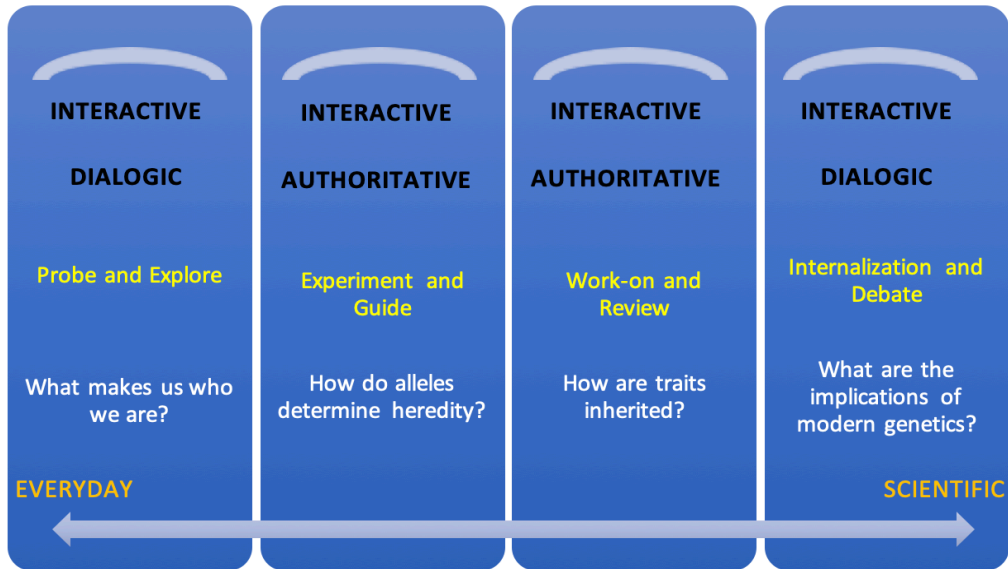 INTERACTIVE
DIALOGIC
Probe and Explore
What makes us who
we are?
INTERACTIVE
AUTHORITATIVE
Experiment and
Guide
How do alleles
determine heredity?
INTERACTIVE
AUTHORITATIVE
Work-on and
Review
How are traits
inherited?
INTERACTIVE
DIALOGIC
Internalization and
Debate
What are the
implications of
modern genetics?
EVERYDAY
SCIENTIFIC